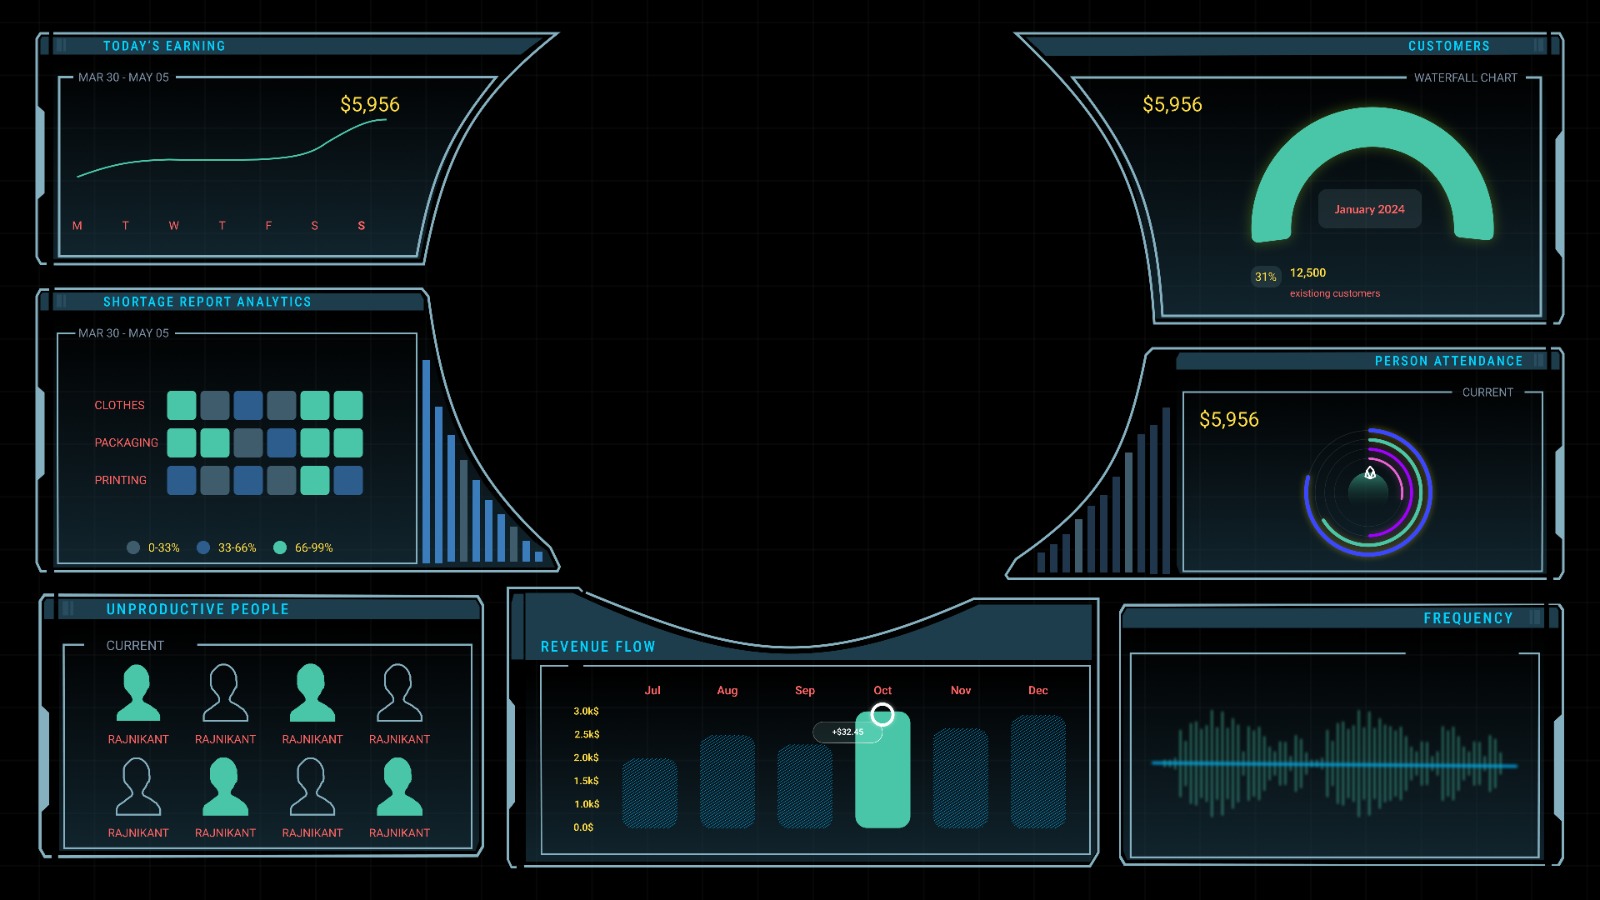 TODAY'S EARNING
MAR 30 - MAY 05
$5,956
M T W T F S S
CUSTOMERS
WATERFALL CHART
$5,956
January 2024
31% 12,500
existiong customers
SHORTAGE REPORT ANALYTICS
MAR 30 - MAY 05
CLOTHES
PACKAGING
PRINTING
0-33% 33-66% 66-99%
PERSON ATTENDANCE
CURRENT
$5,956
UNPRODUCTIVE PEOPLE
CURRENT
RAJNIKANT RAJNIKANT RAJNIKANT RAJNIKANT
RAJNIKANT RAJNIKANT RAJNIKANT RAJNIKANT
REVENUE FLOW
Jul Aug Sep Oct Nov Dec
3.0k$
2.5k$
+$32.45
2.0k$
1.5k$
1.0k$
0.0$
FREQUENCY